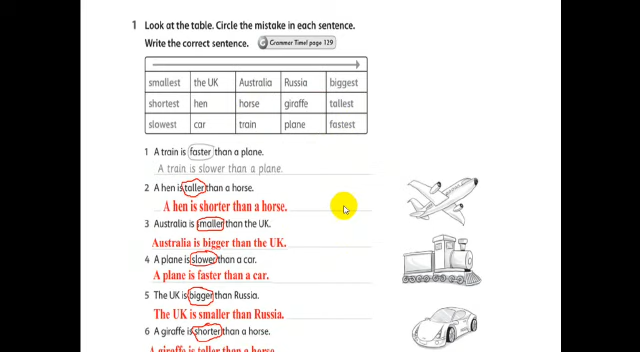 1 Look at the table. Circle the mistake in each sentence.
Write the correct sentence. G Grammar Time! page 129
smallest the UK Australia Russia biggest
shortest hen horse giraffe tallest
slowest car train plane fastest
1 A train is faster than a plane.
A train is slower than a plane.
2 A hen is taller than a horse.
A hen is shorter than a horse.
3 Australia is smaller than the UK.
Australia is bigger than the UK.
4 A plane is slower than a car.
A plane is faster than a car.
5 The UK is bigger than Russia.
The UK is smaller than Russia.
6 A giraffe is shorter than a horse.
A giraffe is taller than a horse.